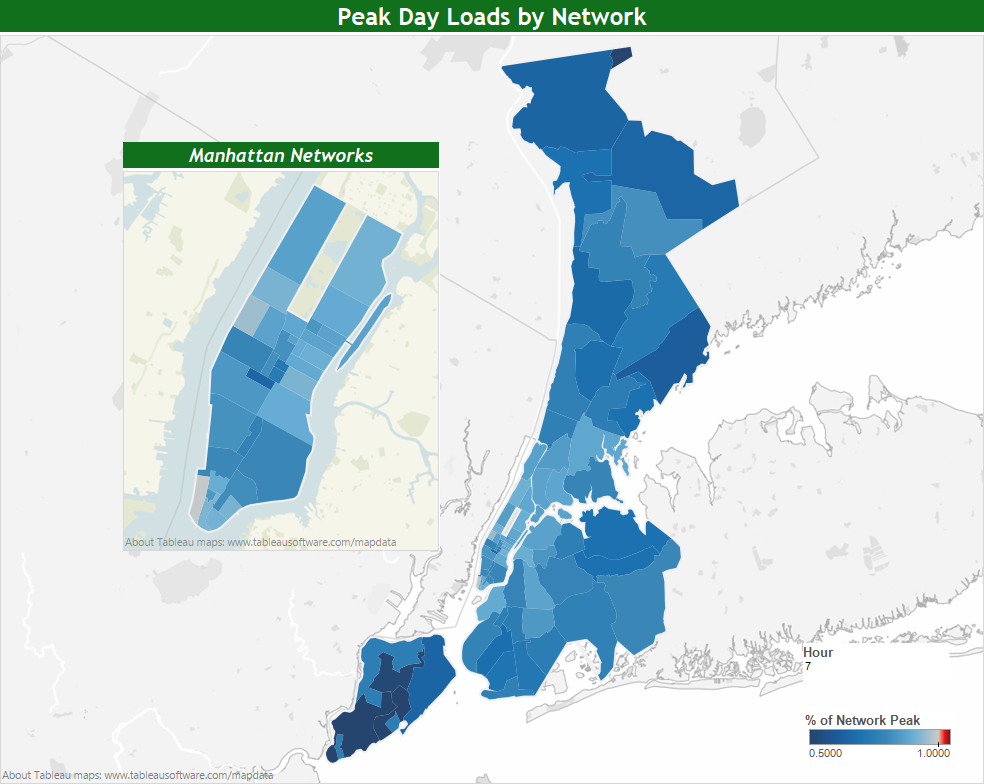 Peak Day Loads by Network
Manhattan Networks
About Tableau maps: www.tableausoftware.com/mapdata
Hour
7
% of Network Peak
0.5000 1.0000
About Tableau maps: www.tableausoftware.com/mapdata